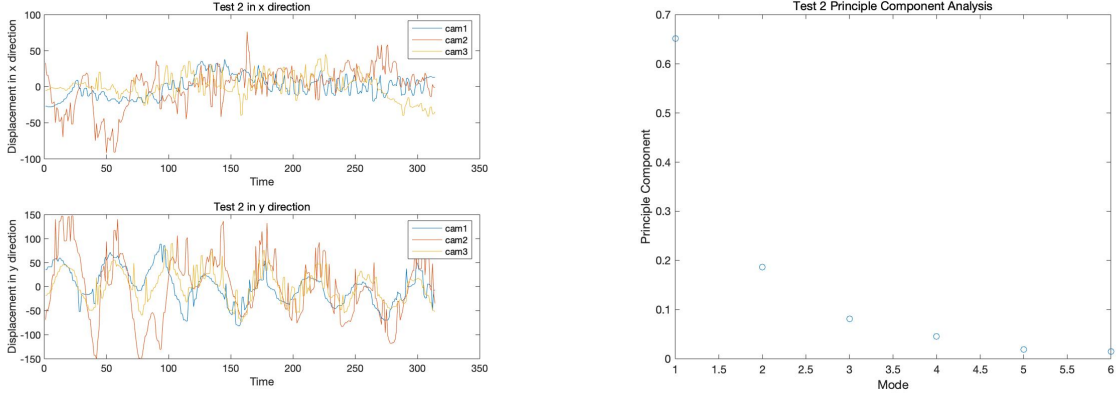 Test 2 in x direction
100
50
0
-50
-100
Displacement in x direction
cam1
cam2
cam3
0 50 100 150 200 250 300 350
Time
Test 2 in y direction
150
100
50
0
-50
-100
-150
Displacement in y direction
cam1
cam2
cam3
0 50 100 150 200 250 300 350
Time
Test 2 Principle Component Analysis
0.7
0.6
0.5
0.4
0.3
0.2
0.1
0
Principle Component
1 1.5 2 2.5 3 3.5 4 4.5 5 5.5 6
Mode